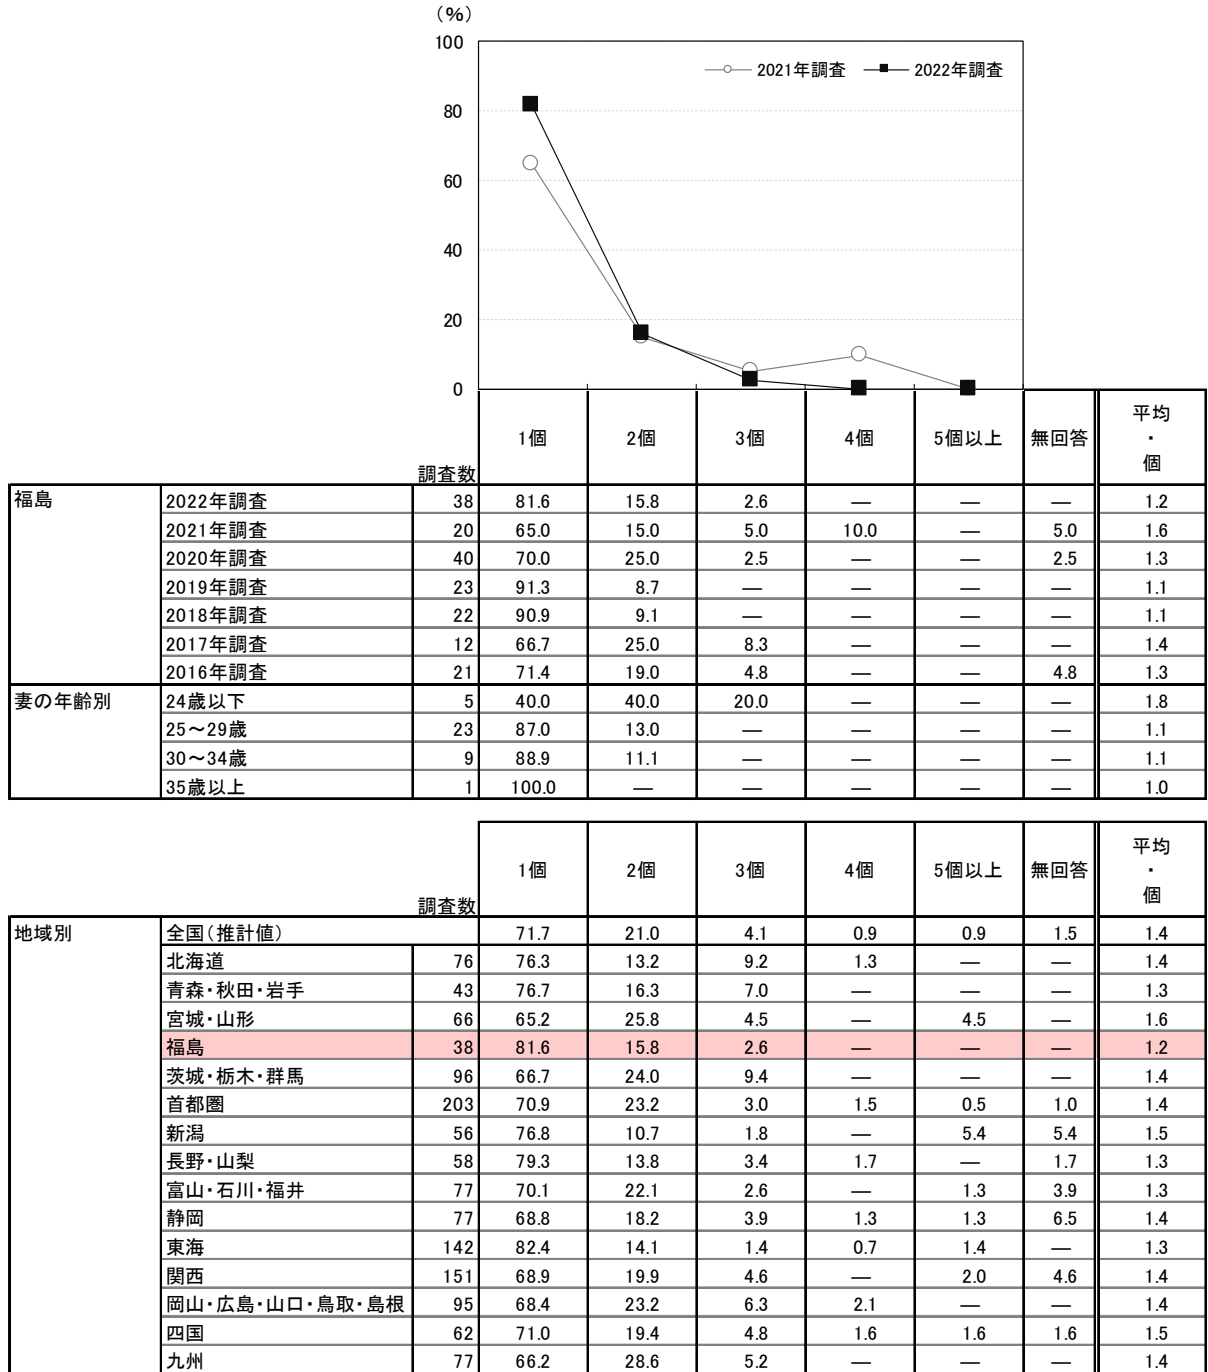 (%)
100
2021年調査 2022年調査
80
60
40
20
0
調査数 1個 2個 3個 4個 5個以上 無回答 平均・個
福島 2022年調査 38 81.6 15.8 2.6 — — — 1.2
2021年調査 20 65.0 15.0 5.0 10.0 — 5.0 1.6
2020年調査 40 70.0 25.0 2.5 — — 2.5 1.3
2019年調査 23 91.3 8.7 — — — — 1.1
2018年調査 22 90.9 9.1 — — — — 1.1
2017年調査 12 66.7 25.0 8.3 — — — 1.4
2016年調査 21 71.4 19.0 4.8 — — 4.8 1.3
妻の年齢別 24歳以下 5 40.0 40.0 20.0 — — — 1.8
25～29歳 23 87.0 13.0 — — — — 1.1
30～34歳 9 88.9 11.1 — — — — 1.1
35歳以上 1 100.0 — — — — — 1.0
調査数 1個 2個 3個 4個 5個以上 無回答 平均・個
地域別 全国(推計値) 71.7 21.0 4.1 0.9 0.9 1.5 1.4
北海道 76 76.3 13.2 9.2 1.3 — — 1.4
青森・秋田・岩手 43 76.7 16.3 7.0 — — — 1.3
宮城・山形 66 65.2 25.8 4.5 — 4.5 — 1.6
福島 38 81.6 15.8 2.6 — — — 1.2
茨城・栃木・群馬 96 66.7 24.0 9.4 — — — 1.4
首都圏 203 70.9 23.2 3.0 1.5 0.5 1.0 1.4
新潟 56 76.8 10.7 1.8 — 5.4 5.4 1.5
長野・山梨 58 79.3 13.8 3.4 1.7 — 1.7 1.3
富山・石川・福井 77 70.1 22.1 2.6 — 1.3 3.9 1.3
静岡 77 68.8 18.2 3.9 1.3 1.3 6.5 1.4
東海 142 82.4 14.1 1.4 0.7 1.4 — 1.3
関西 151 68.9 19.9 4.6 — 2.0 4.6 1.4
岡山・広島・山口・鳥取・島根 95 68.4 23.2 6.3 2.1 — — 1.4
四国 62 71.0 19.4 4.8 1.6 1.6 1.6 1.5
九州 77 66.2 28.6 5.2 — — — 1.4